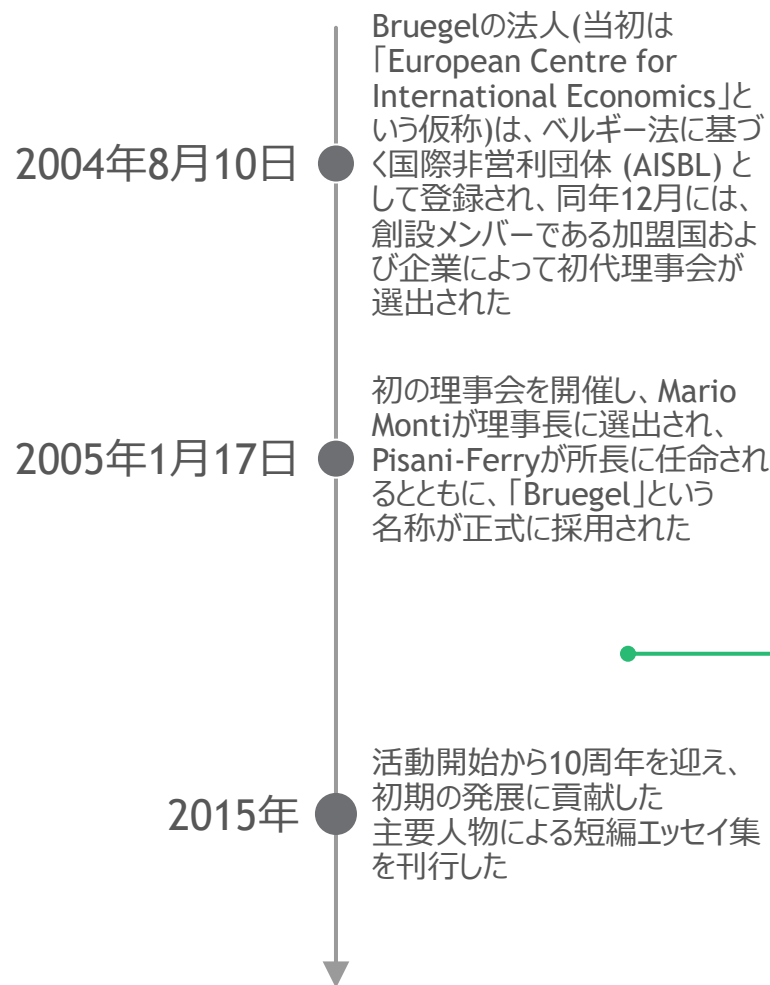 2004年8月10日
Bruegelの法人(当初は
「European Centre for
International Economics」と
いう仮称)は、ベルギー法に基づ
く国際非営利団体 (AISBL) と
して登録され、同年12月には、
創設メンバーである加盟国およ
び企業によって初代理事会が
選出された
2005年1月17日
初の理事会を開催し、Mario
Montiが理事長に選出され、
Pisani-Ferryが所長に任命され
るとともに、「Bruegel」という
名称が正式に採用された
2015年
活動開始から10周年を迎え、
初期の発展に貢献した
主要人物による短編エッセイ集
を刊行した